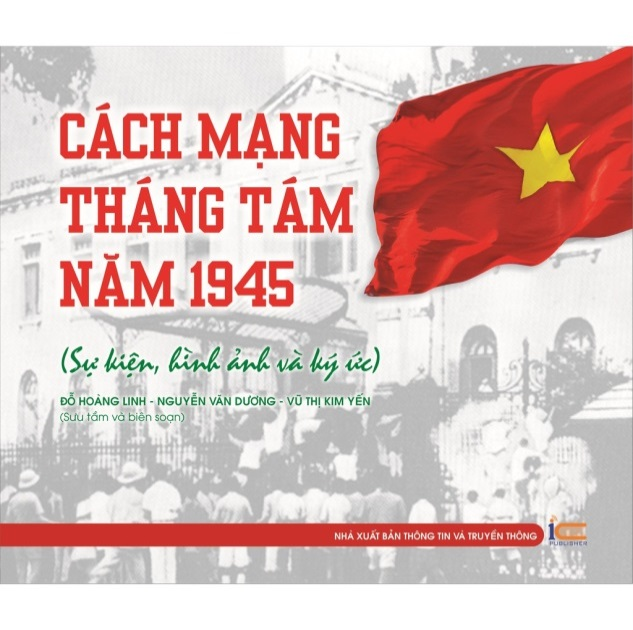 CÁCH MẠNG
THÁNG TÁM
NĂM 1945
(Sự kiện, hình ảnh và ký ức)
ĐỖ HOÀNG LINH - NGUYỄN VĂN DƯƠNG - VŨ THỊ KIM YẾN
(Sưu tầm và biên soạn)
NHÀ XUẤT BẢN THÔNG TIN VÀ TRUYỀN THÔNG
PUBLISHER